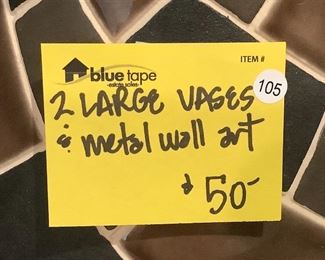 ITEM #
blue tape
estate sales
105
2 LARGE VASES
& metal wall art
$50-